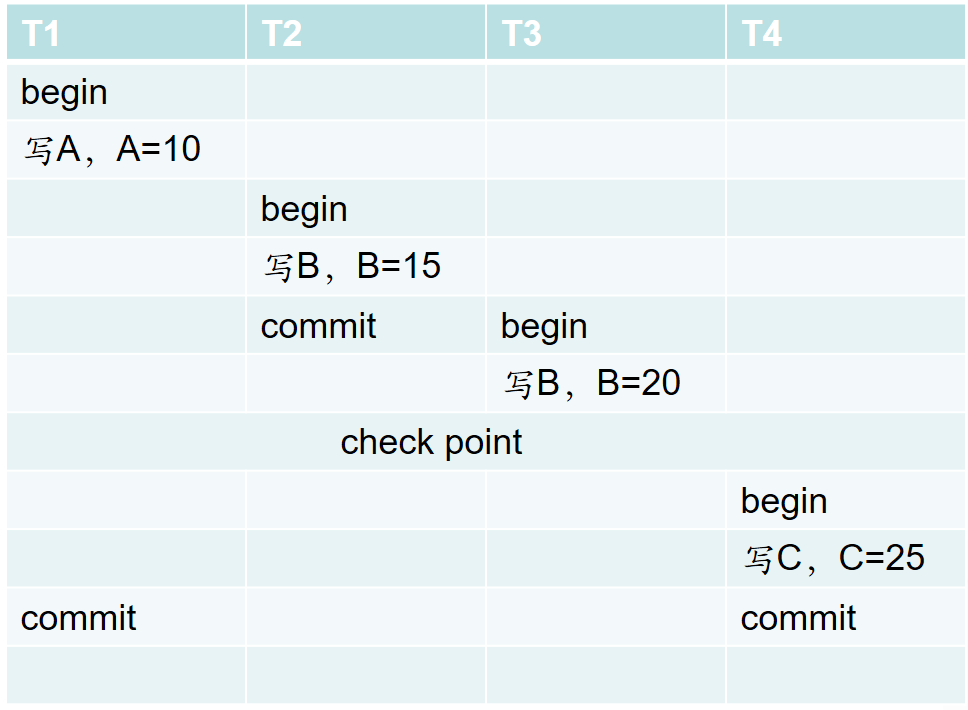 T1 T2 T3 T4
begin
写A，A=10
begin
写B，B=15
commit begin
写B，B=20
check point
begin
写C，C=25
commit commit